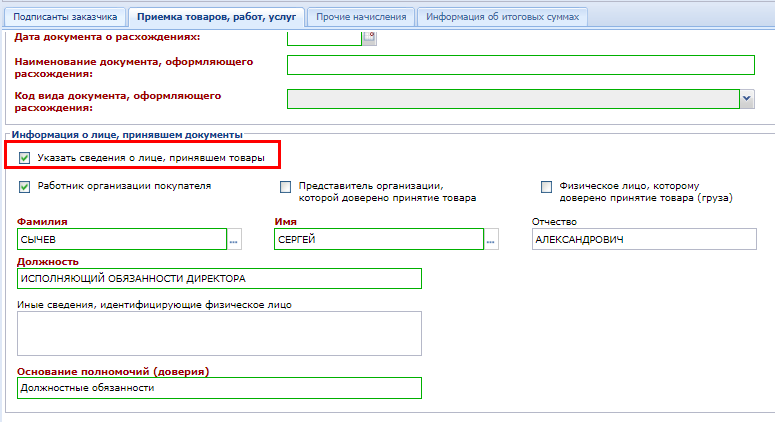 Подписанты заказчика Приемка товаров, работ, услуг Прочие начисления Информация об итоговых суммах
Дата документа о расхождениях:
Наименование документа, оформляющего
расхождения:
Код вида документа, оформляющего
расхождения:
Информация о лице, принявшем документы
Указать сведения о лице, принявшем товары
Работник организации покупателя
Представитель организации,
которой доверено принятие товара
Физическое лицо, которому
доверено принятие товара (груза)
Фамилия Имя Отчество
СЫЧЕВ ... СЕРГЕЙ ... АЛЕКСАНДРОВИЧ
Должность
ИСПОЛНЯЮЩИЙ ОБЯЗАННОСТИ ДИРЕКТОРА
Иные сведения, идентифицирующие физическое лицо
Основание полномочий (доверия)
Должностные обязанности